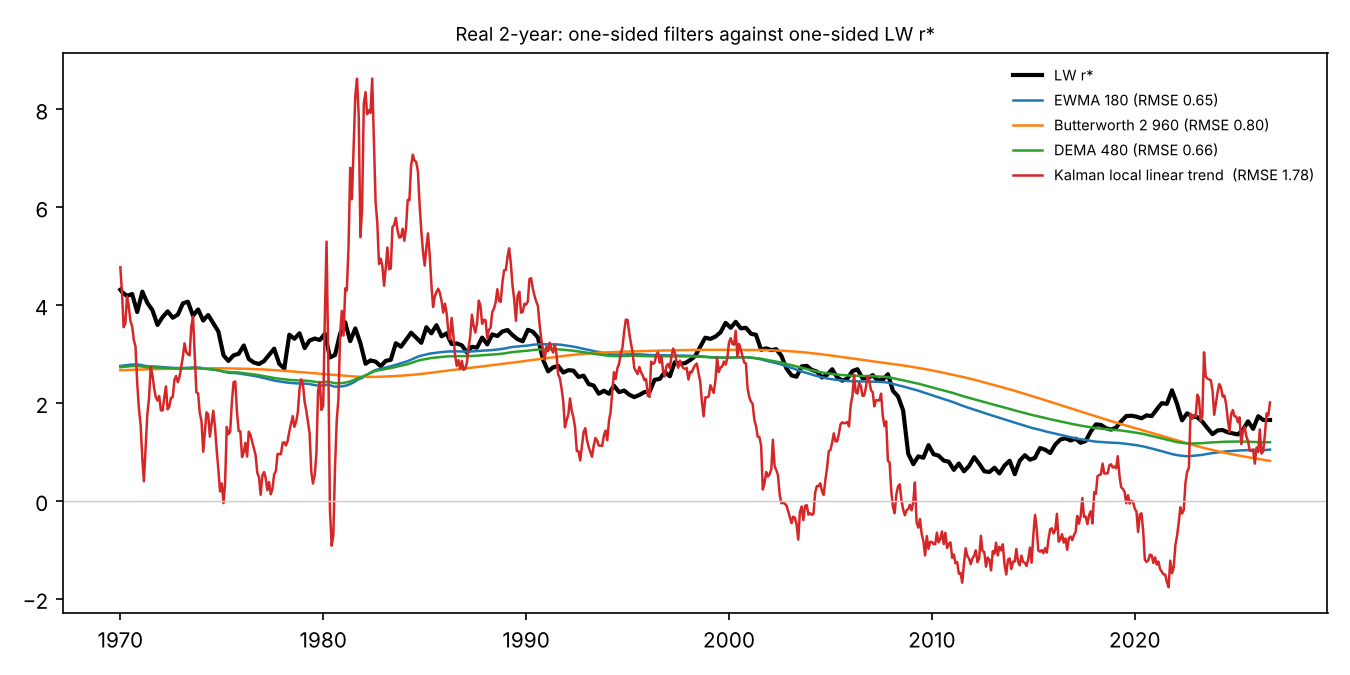 Real 2-year: one-sided filters against one-sided LW r*
LW r*
EWMA 180 (RMSE 0.65)
Butterworth 2 960 (RMSE 0.80)
DEMA 480 (RMSE 0.66)
Kalman local linear trend  (RMSE 1.78)
8
6
4
2
0
−2
1970 1980 1990 2000 2010 2020